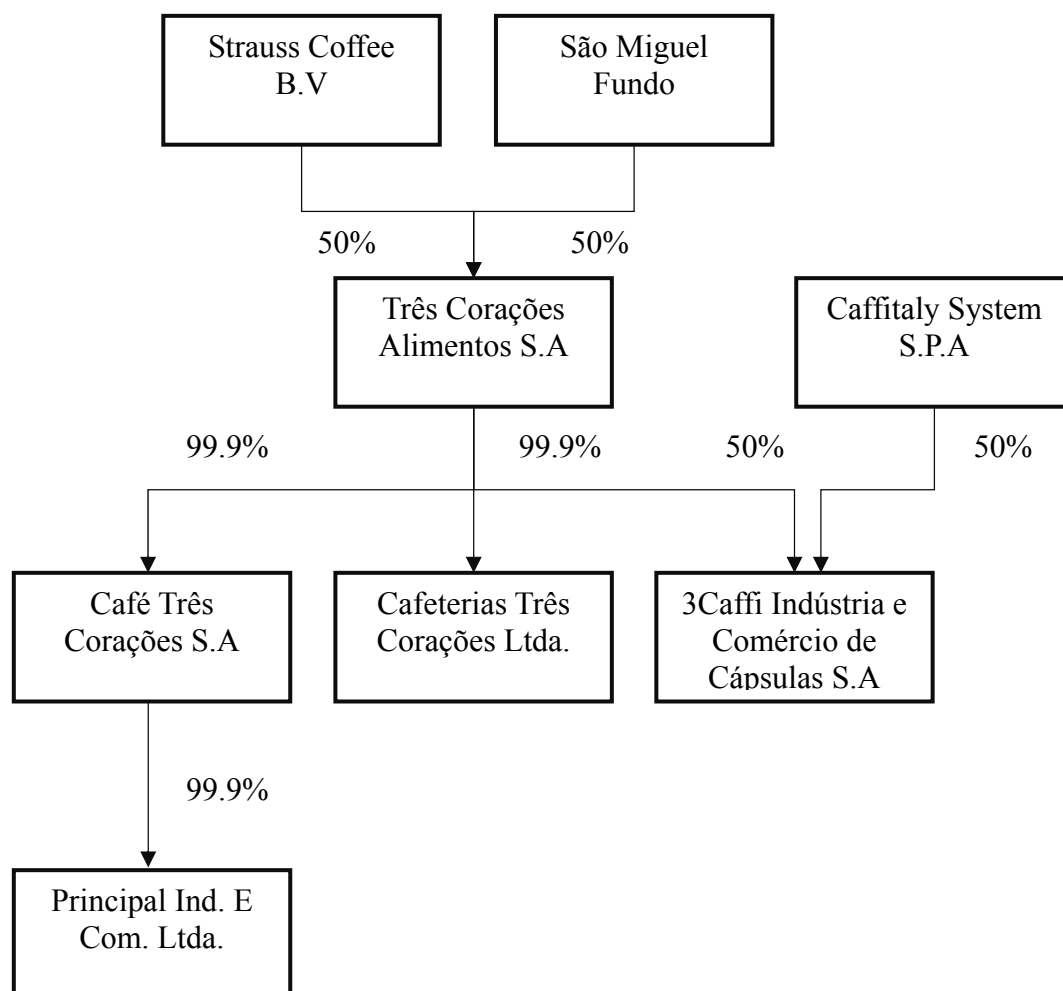 Strauss Coffee
B.V
São Miguel
Fundo
50%
50%
Três Corações
Alimentos S.A
Caffitaly System
S.P.A
99.9%
99.9%
50%
50%
Café Três
Corações S.A
Cafeterias Três
Corações Ltda.
3Caffi Indústria e
Comércio de
Cápsulas S.A
99.9%
Principal Ind. E
Com. Ltda.